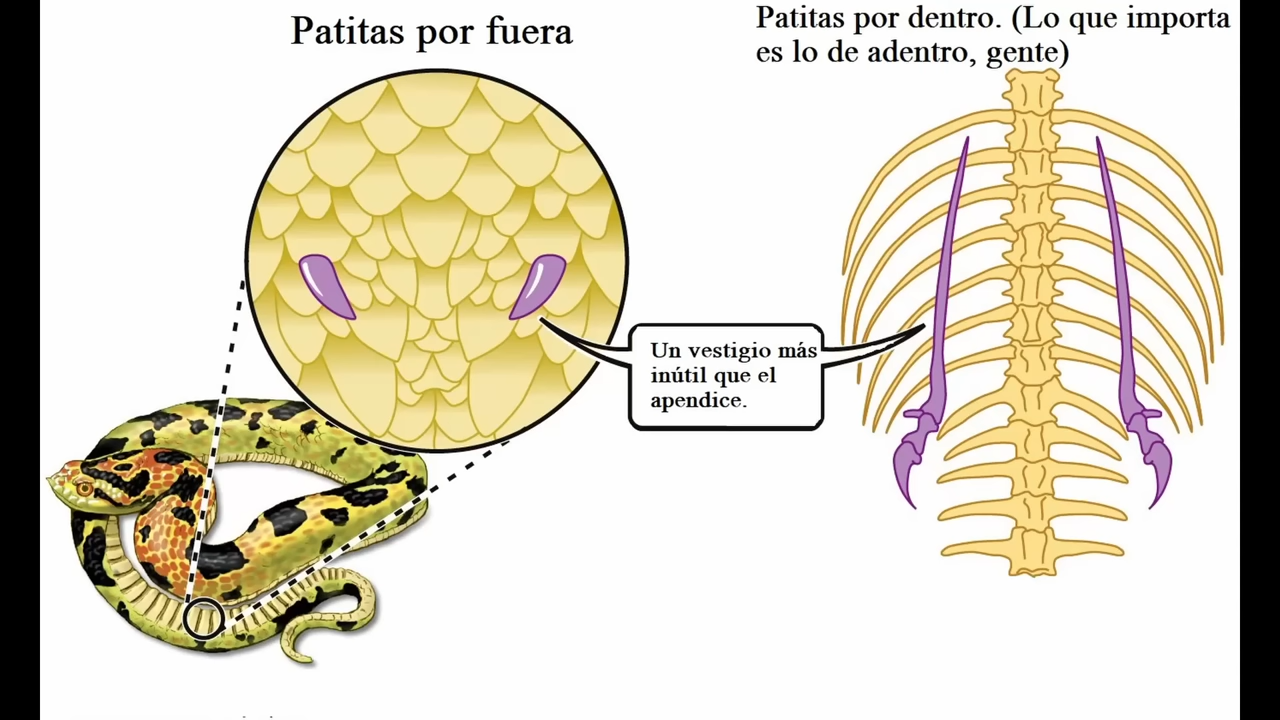 Patitas por fuera
Patitas por dentro. (Lo que importa
es lo de adentro, gente)
Un vestigio más
inútil que el
apendice.